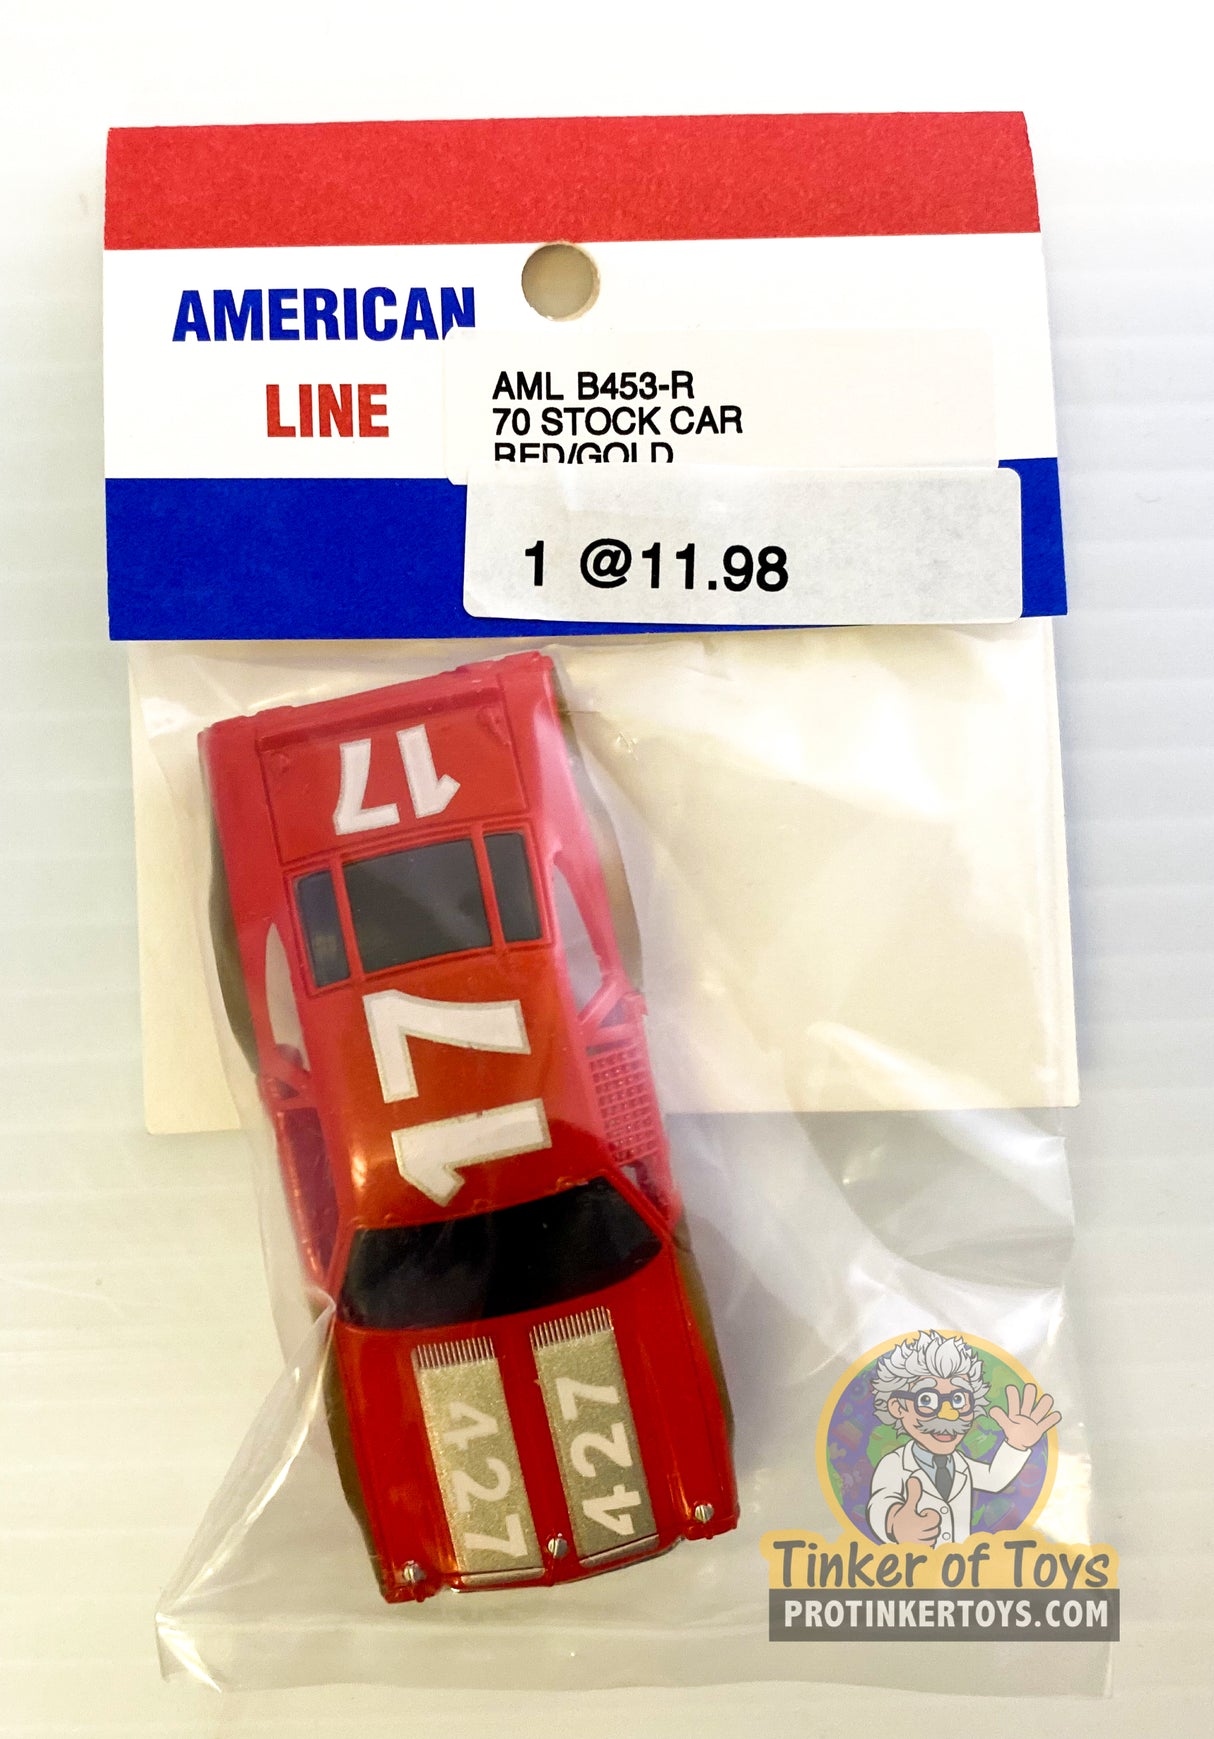 AMERICAN
LINE
AML B453-R
70 STOCK CAR
RED/GOLD
1 @11.98
17
17
427
427
Tinker of Toys
PROTINKERTOYS.COM